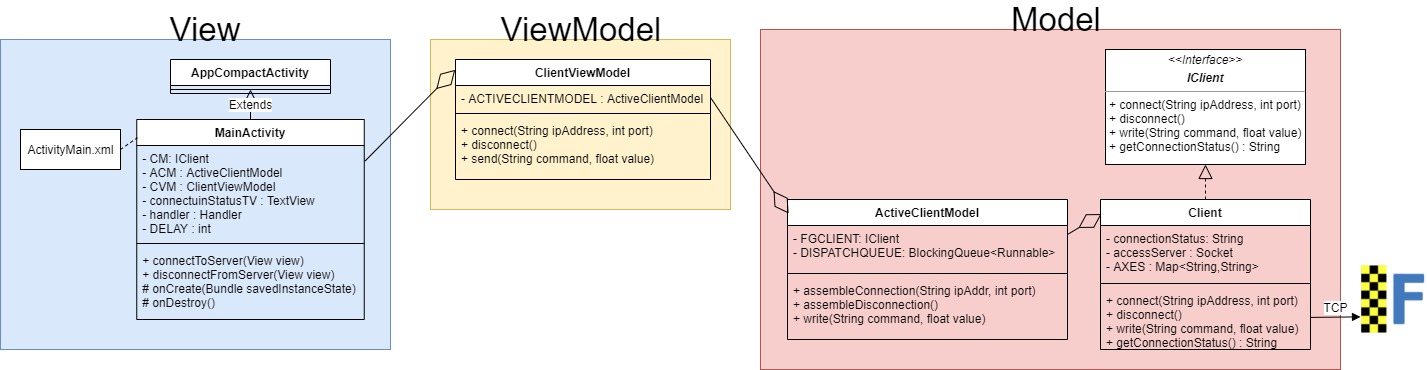 View
AppCompactActivity
Extends
ActivityMain.xml
MainActivity
- CM: IClient
- ACM : ActiveClientModel
- CVM : ClientViewModel
- connectuinStatusTV : TextView
- handler : Handler
- DELAY : int
+ connectToServer(View view)
+ disconnectFromServer(View view)
# onCreate(Bundle savedInstanceState)
# onDestroy()
ViewModel
ClientViewModel
- ACTIVECLIENTMODEL : ActiveClientModel
+ connect(String ipAddress, int port)
+ disconnect()
+ send(String command, float value)
Model
<<Interface>>
IClient
+ connect(String ipAddress, int port)
+ disconnect()
+ write(String command, float value)
+ getConnectionStatus() : String
ActiveClientModel
- FGCLIENT: IClient
- DISPATCHQUEUE: BlockingQueue<Runnable>
+ assembleConnection(String ipAddr, int port)
+ assembleDisconnection()
+ write(String command, float value)
Client
- connectionStatus: String
- accessServer : Socket
- AXES : Map<String,String>
+ connect(String ipAddress, int port)
+ disconnect()
+ write(String command, float value)
+ getConnectionStatus() : String
TCP
F